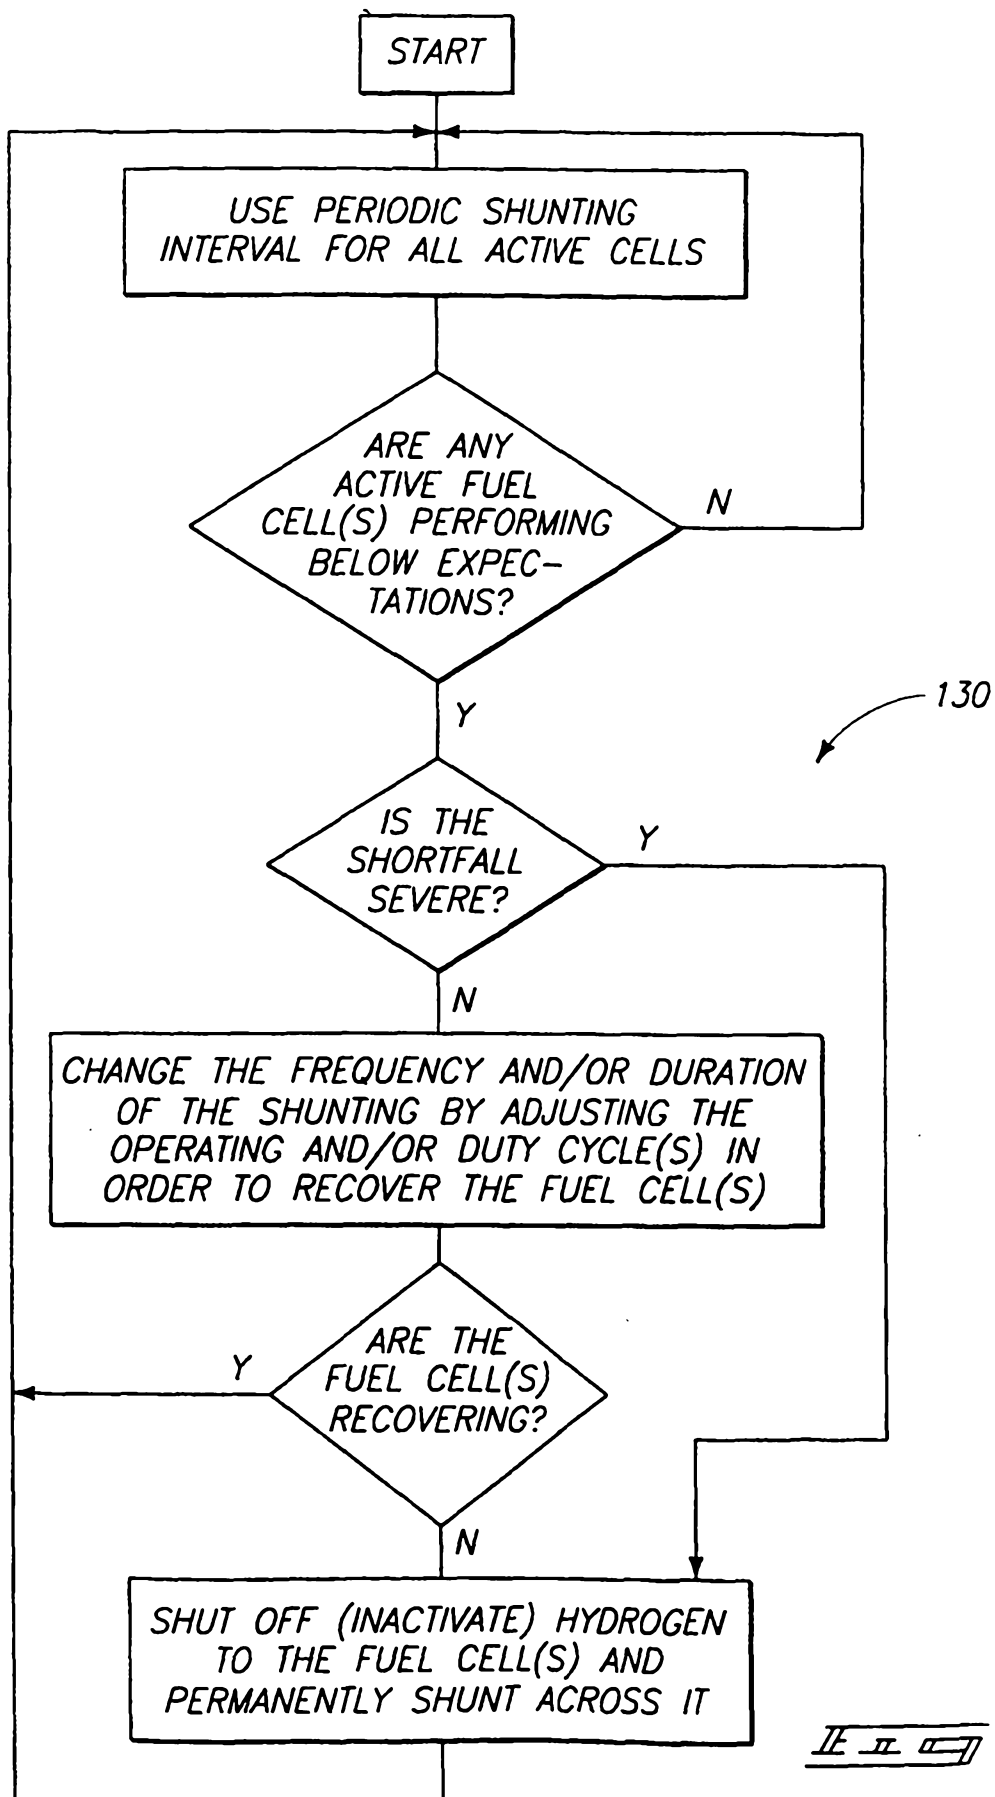 START
USE PERIODIC SHUNTING
INTERVAL FOR ALL ACTIVE CELLS
ARE ANY
ACTIVE FUEL
CELL(S) PERFORMING
BELOW EXPEC-
TATIONS?
N
Y
130
IS THE
SHORTFALL
SEVERE?
Y
N
CHANGE THE FREQUENCY AND/OR DURATION
OF THE SHUNTING BY ADJUSTING THE
OPERATING AND/OR DUTY CYCLE(S) IN
ORDER TO RECOVER THE FUEL CELL(S)
ARE THE
FUEL CELL(S)
RECOVERING?
Y
N
SHUT OFF (INACTIVATE) HYDROGEN
TO THE FUEL CELL(S) AND
PERMANENTLY SHUNT ACROSS IT